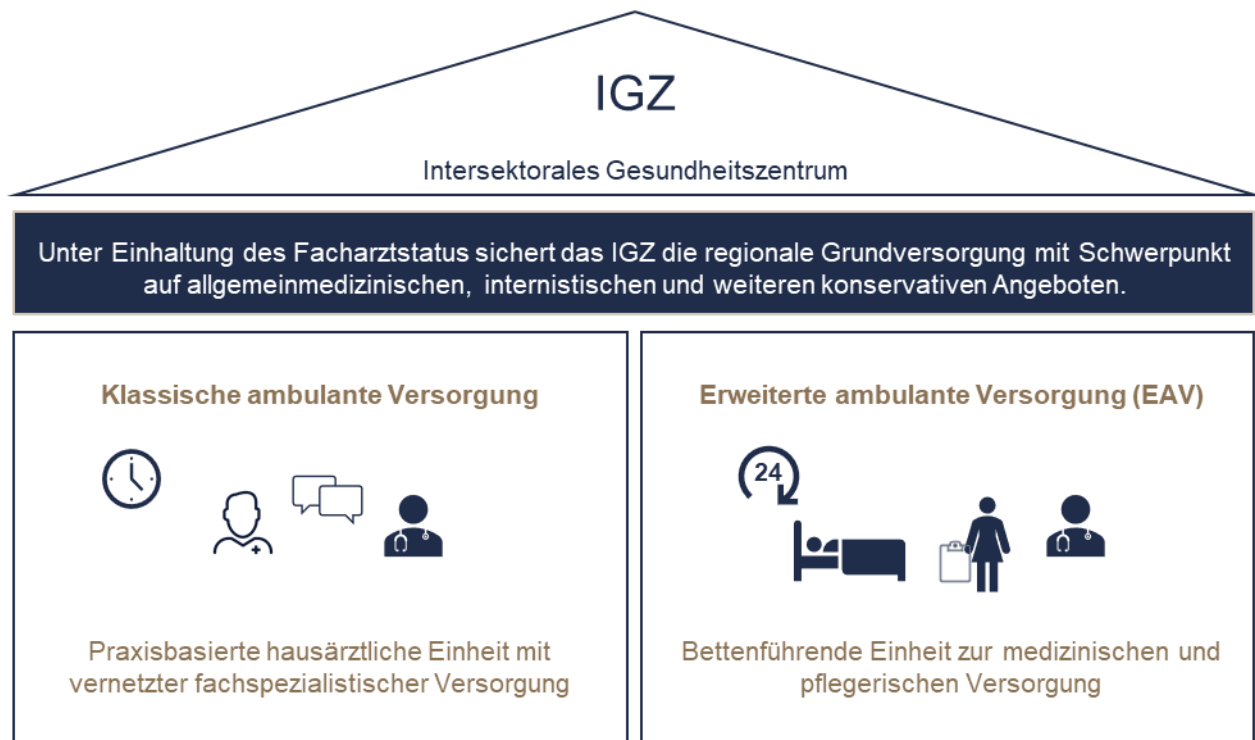 IGZ
Intersektorales Gesundheitszentrum
Unter Einhaltung des Facharztstatus sichert das IGZ die regionale Grundversorgung mit Schwerpunkt
auf allgemeinmedizinischen, internistischen und weiteren konservativen Angeboten.
Klassische ambulante Versorgung
Praxisbasierte hausärztliche Einheit mit
vernetzter fachspezialistischer Versorgung
Erweiterte ambulante Versorgung (EAV)
24
Bettenführende Einheit zur medizinischen und
pflegerischen Versorgung